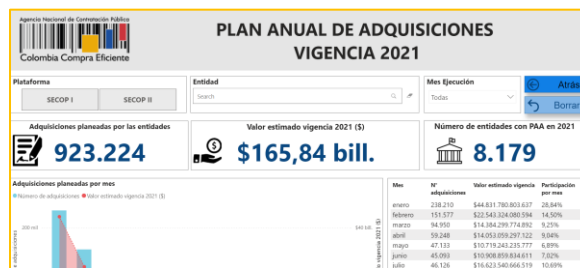 Agencia Nacional de Contratación Pública
Colombia Compra Eficiente
PLAN ANUAL DE ADQUISICIONES
VIGENCIA 2021
Plataforma
SECOP I
SECOP II
Entidad
Search
Mes Ejecución
Todas
Atrás
Borrar
Adquisiciones planeadas por las entidades
923.224
Valor estimado vigencia 2021 ($)
$165,84 bill.
Número de entidades con PAA en 2021
8.179
Adquisiciones planeadas por mes
Número de adquisiciones Valor estimado vigencia 2021 ($)
200 mil
$40 bill.
Mes N° adquisiciones Valor estimado vigencia Participación por mes
enero 238.210 $44.831.780.803.637 28,84%
febrero 151.577 $22.543.324.080.594 14,50%
marzo 94.950 $14.384.299.774.892 9,25%
abril 59.248 $14.053.059.297.122 9,04%
mayo 47.133 $10.719.243.235.777 6,89%
junio 45.093 $10.908.859.834.611 7,02%
julio 46.126 $16.623.540.666.519 10,69%